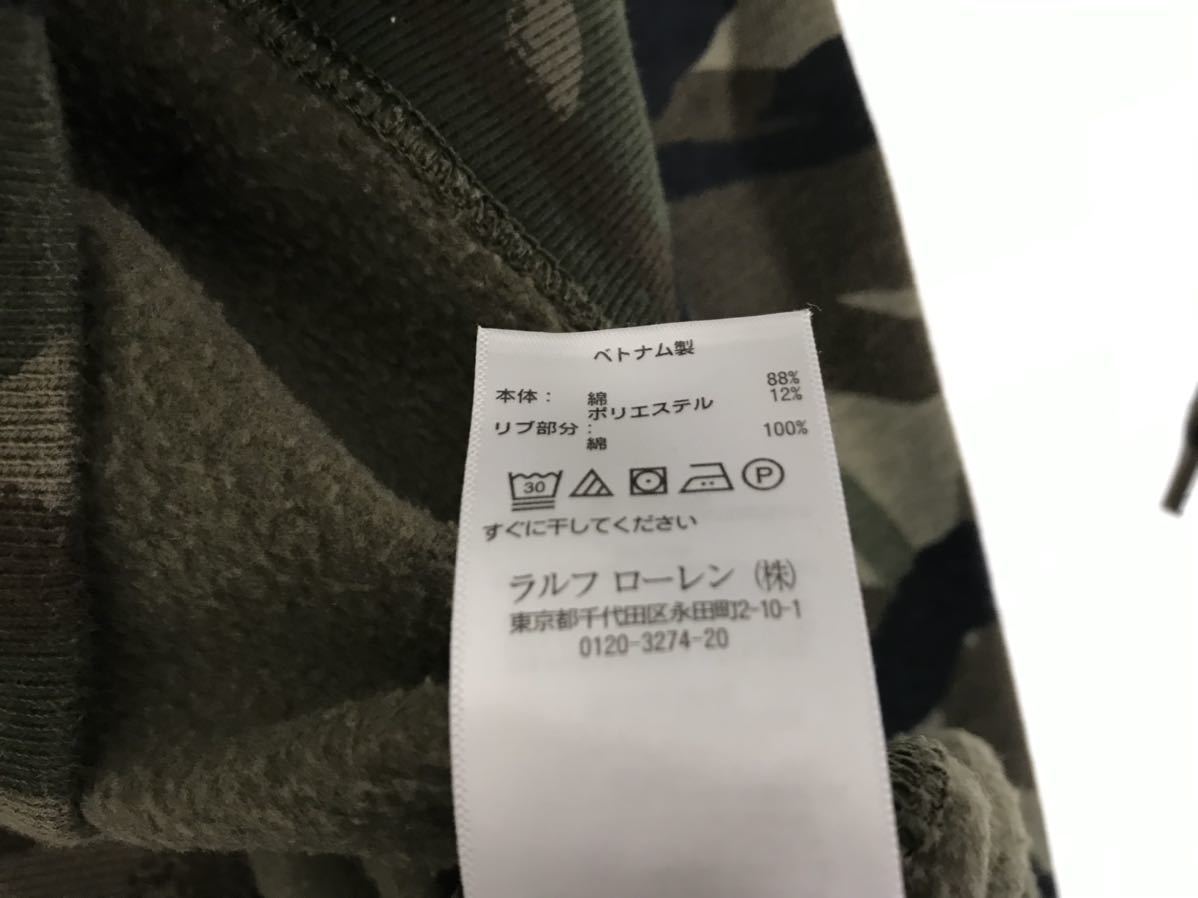 ベトナム製
本体： 綿 88%
ポリエステル 12%
リブ部分：
綿 100%
30 P
すぐに干してください
ラルフ ローレン (株)
東京都千代田区永田町2-10-1
0120-3274-20